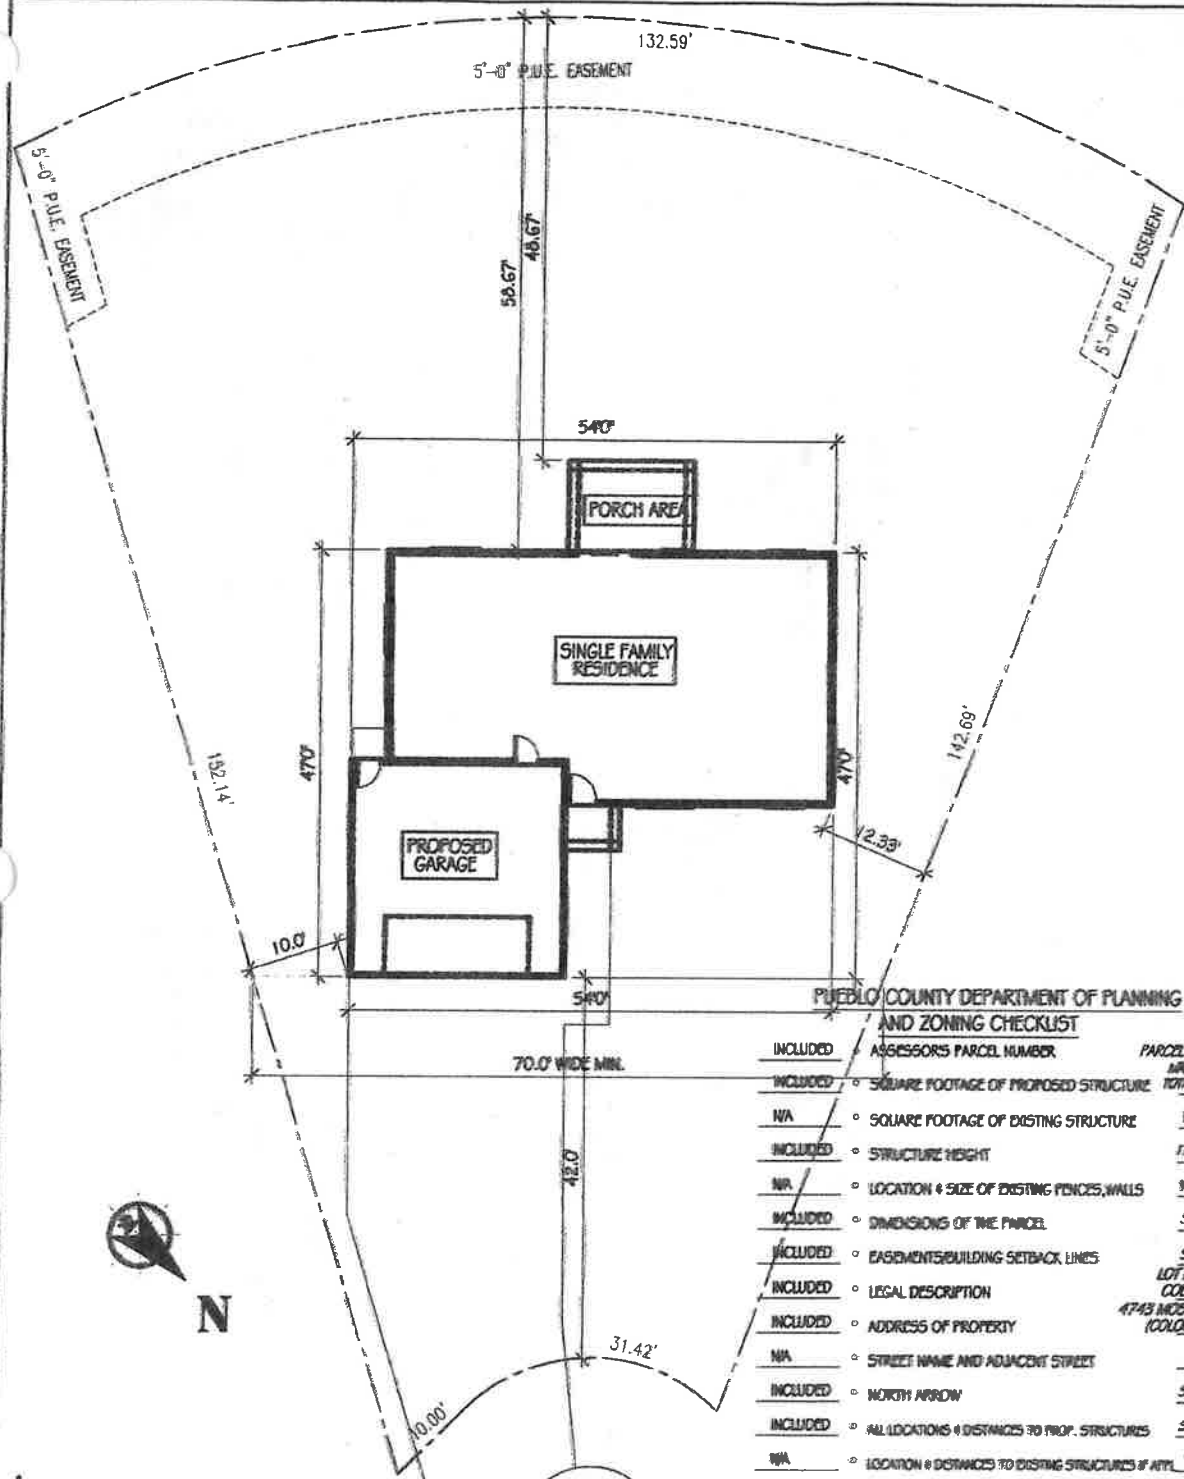 132.59'
5'-0" P.U.E. EASEMENT
5'-0" P.U.E. EASEMENT
5'-0" P.U.E. EASEMENT
48.67'
58.67'
54'0"
PORCH AREA
SINGLE FAMILY
RESIDENCE
47'0"
47'0"
152.14'
142.69'
PROPOSED
GARAGE
12.33'
10.0'
54'0"
70.0' WIDE MIN.
42.0'
N
31.42'
10.00'
PUEBLO COUNTY DEPARTMENT OF PLANNING
AND ZONING CHECKLIST
INCLUDED ° ASSESSORS PARCEL NUMBER PARCEL
INCLUDED ° SQUARE FOOTAGE OF PROPOSED STRUCTURE
N/A ° SQUARE FOOTAGE OF EXISTING STRUCTURE
INCLUDED ° STRUCTURE HEIGHT
N/A ° LOCATION & SIZE OF EXISTING FENCES, WALLS
INCLUDED ° DIMENSIONS OF THE PARCEL
INCLUDED ° EASEMENTS/BUILDING SETBACK LINES
INCLUDED ° LEGAL DESCRIPTION LOT
INCLUDED ° ADDRESS OF PROPERTY 4743
N/A ° STREET NAME AND ADJACENT STREET
INCLUDED ° NORTH ARROW
INCLUDED ° ALL LOCATIONS & DISTANCES TO PROP. STRUCTURES
N/A ° LOCATION & DISTANCES TO EXISTING STRUCTURES IF APPL